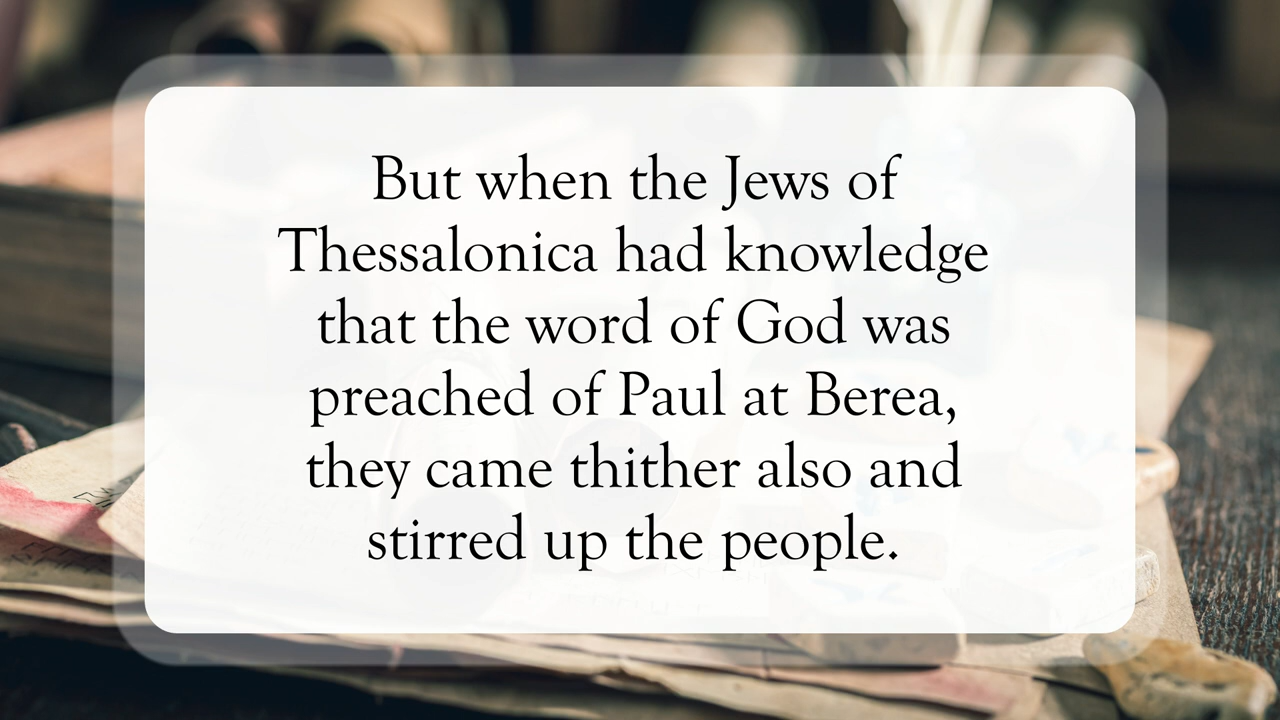 But when the Jews of
Thessalonica had knowledge
that the word of God was
preached of Paul at Berea,
they came thither also and
stirred up the people.